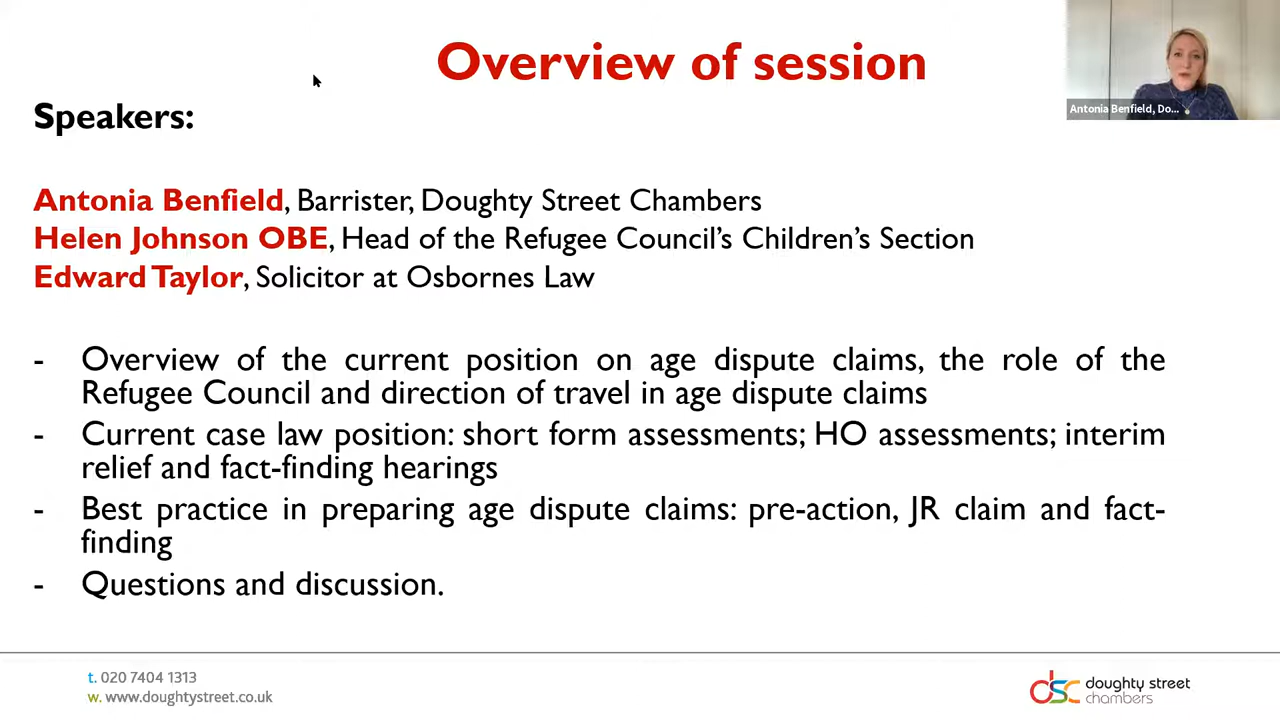 Overview of session
Antonia Benfield, Do...
Speakers:
Antonia Benfield, Barrister, Doughty Street Chambers
Helen Johnson OBE, Head of the Refugee Council’s Children’s Section
Edward Taylor, Solicitor at Osbornes Law
- Overview of the current position on age dispute claims, the role of the
Refugee Council and direction of travel in age dispute claims
- Current case law position: short form assessments; HO assessments; interim
relief and fact-finding hearings
- Best practice in preparing age dispute claims: pre-action, JR claim and fact-
finding
- Questions and discussion.
t. 020 7404 1313
w. www.doughtystreet.co.uk
dsc doughty street
chambers